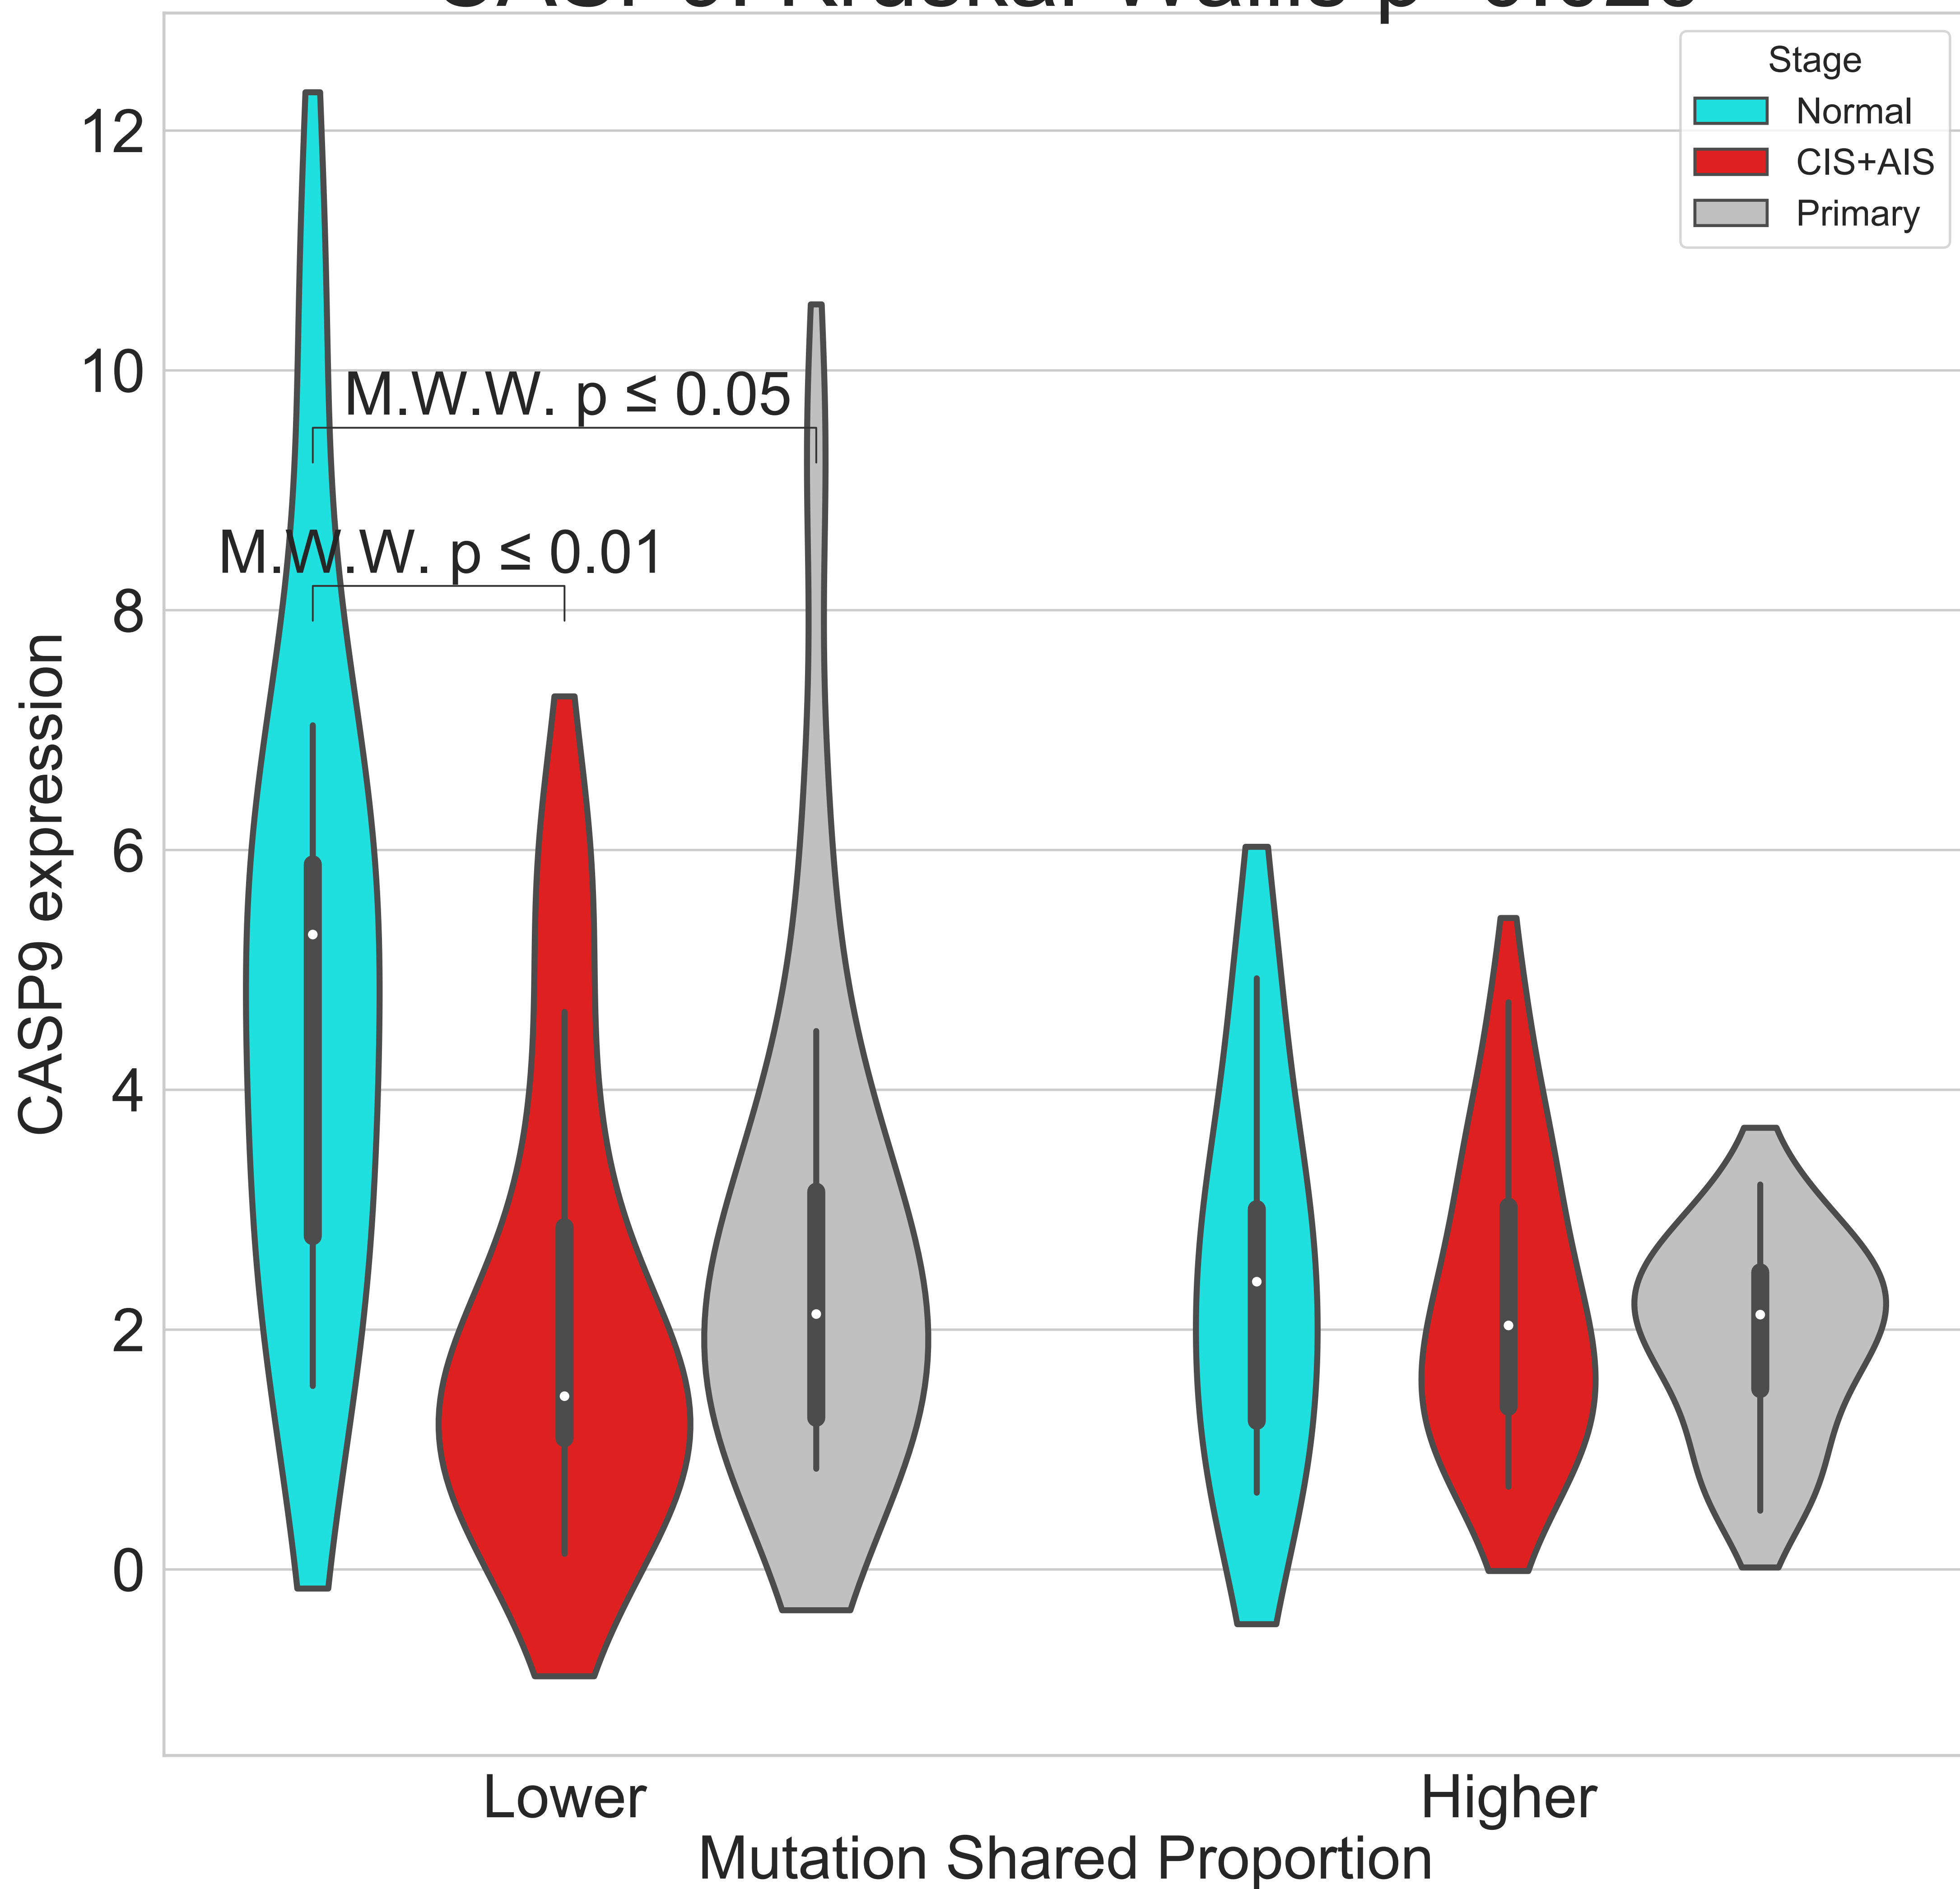 Stage
Normal
CIS+AIS
Primary
12
10
8
6
4
2
0
M.W.W. p ≤ 0.05
M.W.W. p ≤ 0.01
CASP9 expression
Lower
Higher
Mutation Shared Proportion